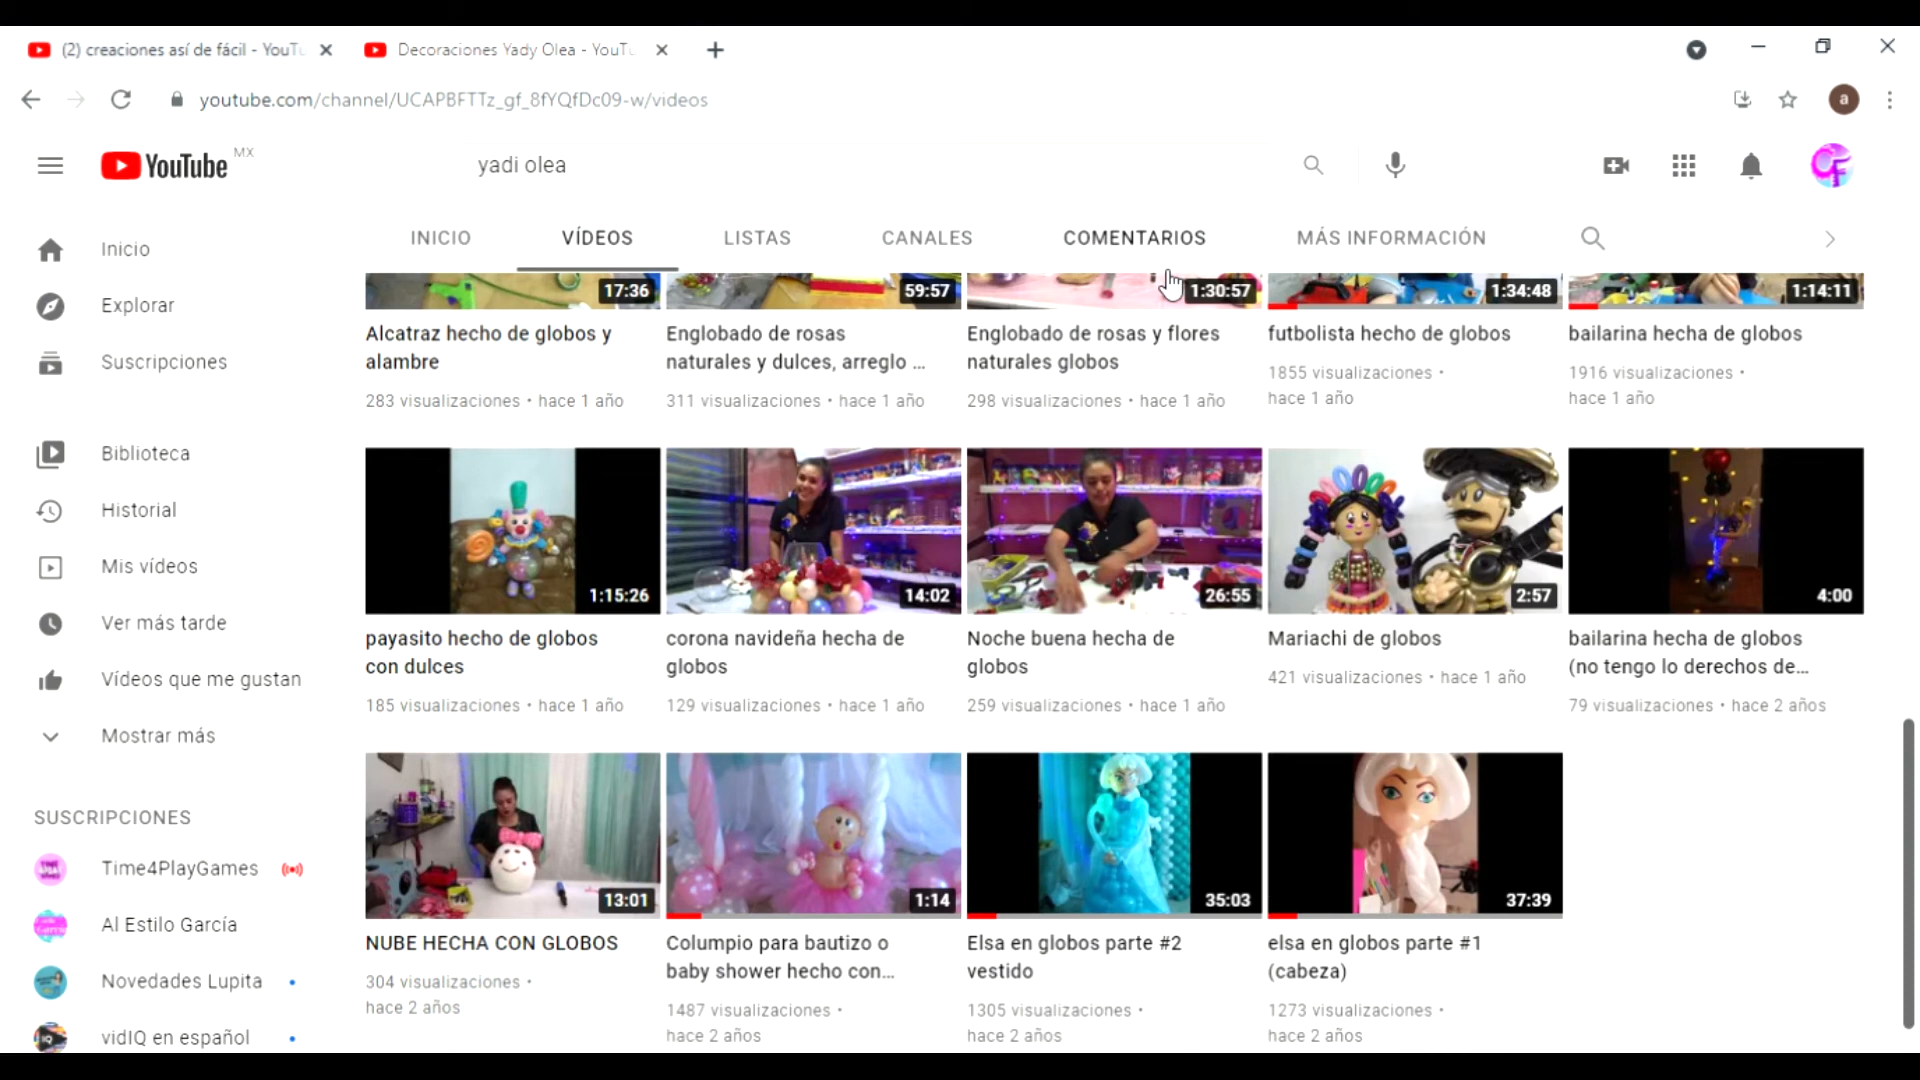 (2) creaciones así de fácil - YouTu
Decoraciones Yady Olea - YouTu
youtube.com/channel/UCAPBFTTz_gf_8fYQfDc09-w/videos
a
YouTube MX
yadi olea
INICIO
VÍDEOS
LISTAS
CANALES
COMENTARIOS
MÁS INFORMACIÓN
Inicio
Explorar
Suscripciones
Biblioteca
Historial
Mis vídeos
Ver más tarde
Vídeos que me gustan
Mostrar más
SUSCRIPCIONES
Time4PlayGames
Al Estilo García
Novedades Lupita
vidIQ en español
17:36
Alcatraz hecho de globos y
alambre
283 visualizaciones • hace 1 año
59:57
Englobado de rosas
naturales y dulces, arreglo ...
311 visualizaciones • hace 1 año
1:30:57
Englobado de rosas y flores
naturales globos
298 visualizaciones • hace 1 año
1:34:48
futbolista hecho de globos
1855 visualizaciones •
hace 1 año
1:14:11
bailarina hecha de globos
1916 visualizaciones •
hace 1 año
1:15:26
payasito hecho de globos
con dulces
185 visualizaciones • hace 1 año
14:02
corona navideña hecha de
globos
129 visualizaciones • hace 1 año
26:55
Noche buena hecha de
globos
259 visualizaciones • hace 1 año
2:57
Mariachi de globos
421 visualizaciones • hace 1 año
4:00
bailarina hecha de globos
(no tengo lo derechos de...
79 visualizaciones • hace 2 años
13:01
NUBE HECHA CON GLOBOS
304 visualizaciones •
hace 2 años
1:14
Columpio para bautizo o
baby shower hecho con...
1487 visualizaciones •
hace 2 años
35:03
Elsa en globos parte #2
vestido
1305 visualizaciones •
hace 2 años
37:39
elsa en globos parte #1
(cabeza)
1273 visualizaciones •
hace 2 años